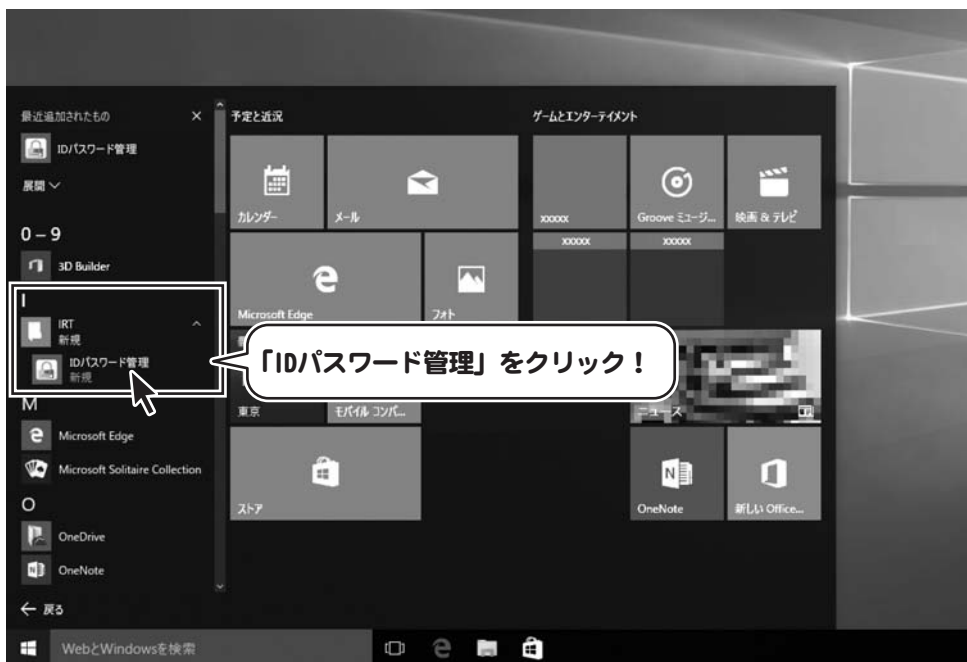 最近追加されたもの
IDパスワード管理
展開
0 – 9
3D Builder
I
IRT
新規
IDパスワード管理
新規
M
Microsoft Edge
Microsoft Solitaire Collection
O
OneDrive
OneNote
戻る
予定と近況
カレンダー
メール
Microsoft Edge
フォト
東京
モバイル コンパ...
ストア
ゲームとエンターテイメント
xxxxx
Groove ミュージ...
映画 & テレビ
xxxxx
xxxxx
ニュース
OneNote
新しい Office...
「IDパスワード管理」をクリック！
WebとWindowsを検索